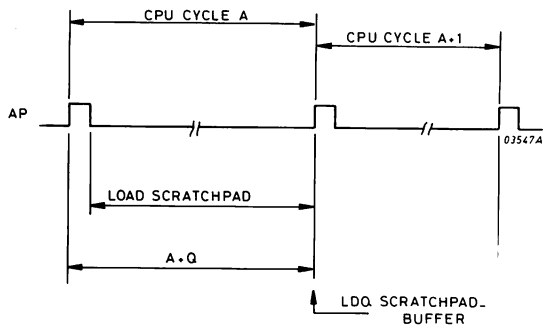 CPU CYCLE A
CPU CYCLE A+1
AP
03547A
LOAD SCRATCHPAD
A+Q
LDQ SCRATCHPAD-
BUFFER